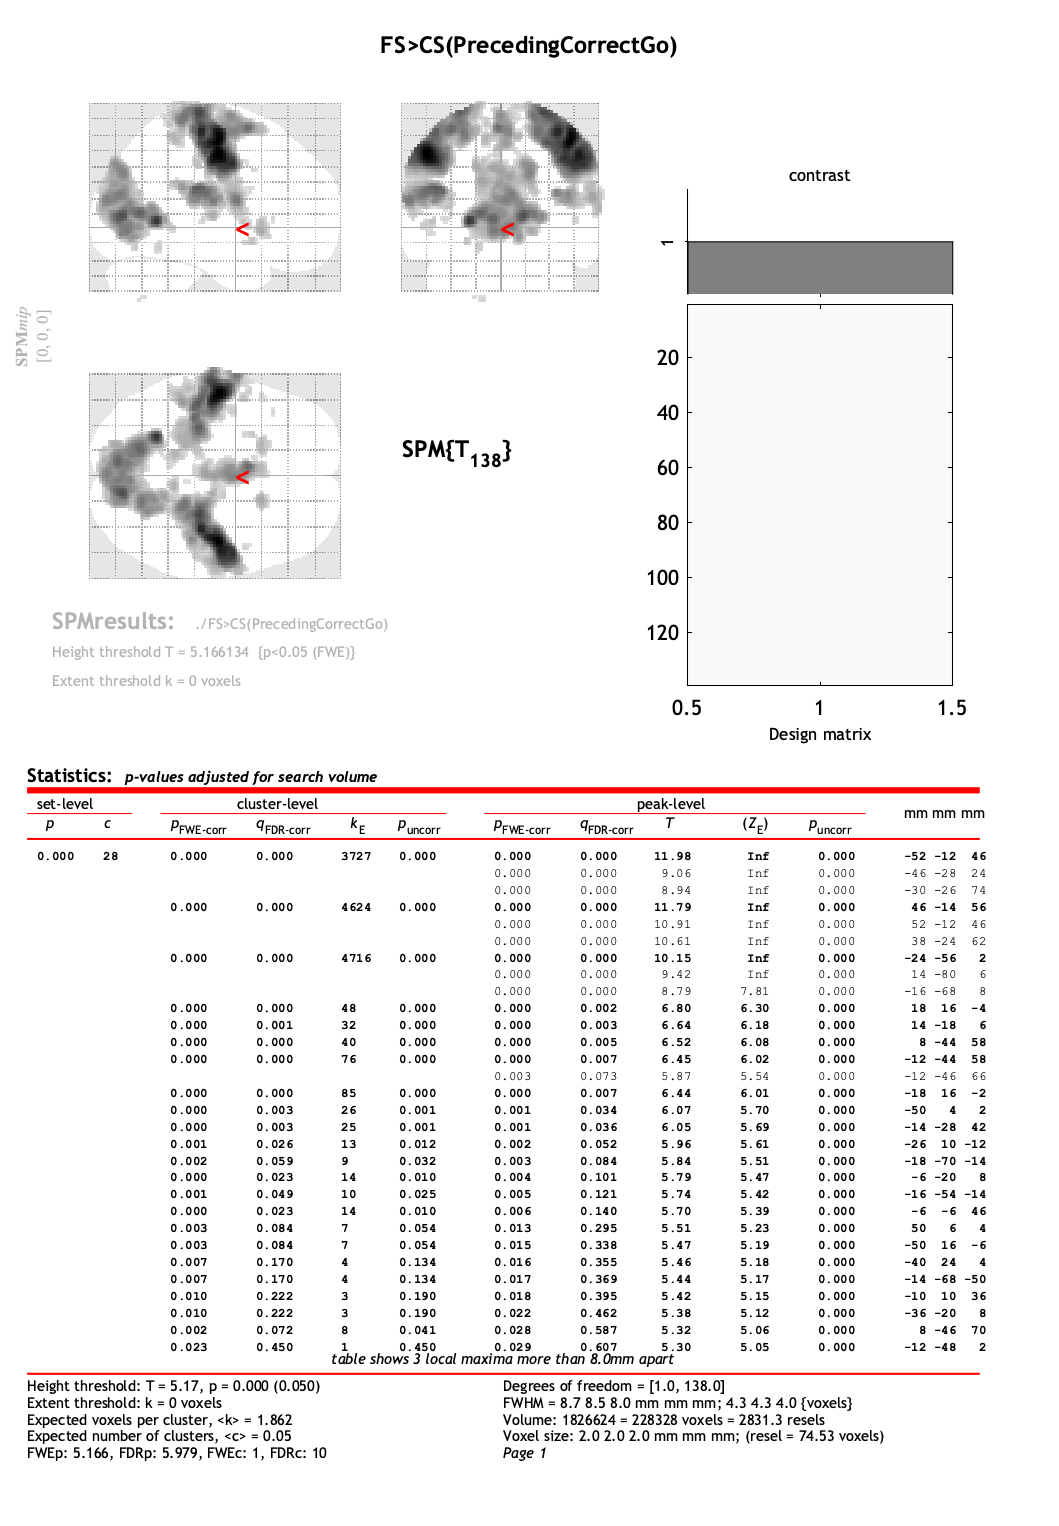 FS>CS(PrecedingCorrectGo)
<
<
SPMmip
[0, 0, 0]
<
SPM{T138}
contrast
1
20
40
60
80
100
120
0.5 1 1.5
Design matrix
SPMresults: ./FS>CS(PrecedingCorrectGo)
Height threshold T = 5.166134 {p<0.05 (FWE)}
Extent threshold k = 0 voxels
Statistics: p-values adjusted for search volume
set-level cluster-level peak-level
mm mm mm
p c pFWE-corr qFDR-corr kE puncorr pFWE-corr qFDR-corr T (ZE) puncorr
0.000 28 0.000 0.000 3727 0.000 0.000 0.000 11.98 Inf 0.000 -52 -12 46
0.000 0.000 9.06 Inf 0.000 -46 -28 24
0.000 0.000 8.94 Inf 0.000 -30 -26 74
0.000 0.000 4624 0.000 0.000 0.000 11.79 Inf 0.000 46 -14 56
0.000 0.000 10.91 Inf 0.000 52 -12 46
0.000 0.000 10.61 Inf 0.000 38 -24 62
0.000 0.000 4716 0.000 0.000 0.000 10.15 Inf 0.000 -24 -56 2
0.000 0.000 9.42 Inf 0.000 14 -80 6
0.000 0.000 8.79 7.81 0.000 -16 -68 8
0.000 0.000 48 0.000 0.000 0.002 6.80 6.30 0.000 18 16 -4
0.000 0.001 32 0.000 0.000 0.003 6.64 6.18 0.000 14 -18 6
0.000 0.000 40 0.000 0.000 0.005 6.52 6.08 0.000 8 -44 58
0.000 0.000 76 0.000 0.000 0.007 6.45 6.02 0.000 -12 -44 58
0.003 0.073 5.87 5.54 0.000 -12 -46 66
0.000 0.000 85 0.000 0.000 0.007 6.44 6.01 0.000 -18 16 -2
0.000 0.003 26 0.001 0.001 0.034 6.07 5.70 0.000 -50 4 2
0.000 0.003 25 0.001 0.001 0.036 6.05 5.69 0.000 -14 -28 42
0.001 0.026 13 0.012 0.002 0.052 5.96 5.61 0.000 -26 10 -12
0.002 0.059 9 0.032 0.003 0.084 5.84 5.51 0.000 -18 -70 -14
0.000 0.023 14 0.010 0.004 0.101 5.79 5.47 0.000 -6 -20 8
0.001 0.049 10 0.025 0.005 0.121 5.74 5.42 0.000 -16 -54 -14
0.000 0.023 14 0.010 0.006 0.140 5.70 5.39 0.000 -6 -6 46
0.003 0.084 7 0.054 0.013 0.295 5.51 5.23 0.000 50 6 4
0.003 0.084 7 0.054 0.015 0.338 5.47 5.19 0.000 -50 16 -6
0.007 0.170 4 0.134 0.016 0.355 5.46 5.18 0.000 -40 24 4
0.007 0.170 4 0.134 0.017 0.369 5.44 5.17 0.000 -14 -68 -50
0.010 0.222 3 0.190 0.018 0.395 5.42 5.15 0.000 -10 10 36
0.010 0.222 3 0.190 0.022 0.462 5.38 5.12 0.000 -36 -20 8
0.002 0.072 8 0.041 0.028 0.587 5.32 5.06 0.000 8 -46 70
0.023 0.450 1 0.450 0.029 0.607 5.30 5.05 0.000 -12 -48 2
table shows 3 local maxima more than 8.0mm apart
Height threshold: T = 5.17, p = 0.000 (0.050)
Extent threshold: k = 0 voxels
Expected voxels per cluster, <k> = 1.862
Expected number of clusters, <c> = 0.05
FWEp: 5.166, FDRp: 5.979, FWEc: 1, FDRc: 10
Degrees of freedom = [1.0, 138.0]
FWHM = 8.7 8.5 8.0 mm mm mm; 4.3 4.3 4.0 {voxels}
Volume: 1826624 = 228328 voxels = 2831.3 resels
Voxel size: 2.0 2.0 2.0 mm mm mm; (resel = 74.53 voxels)
Page 1